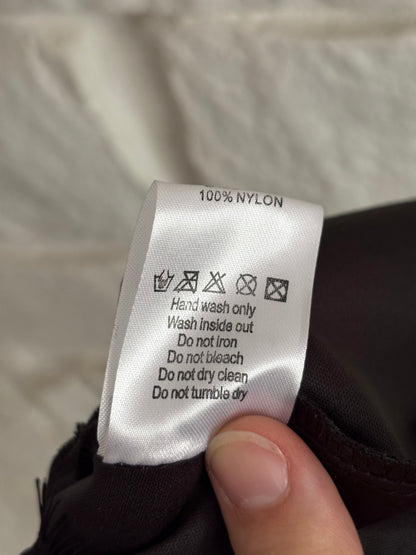 100% NYLON
Hand wash only
Wash inside out
Do not iron
Do not bleach
Do not dry clean
Do not tumble dry